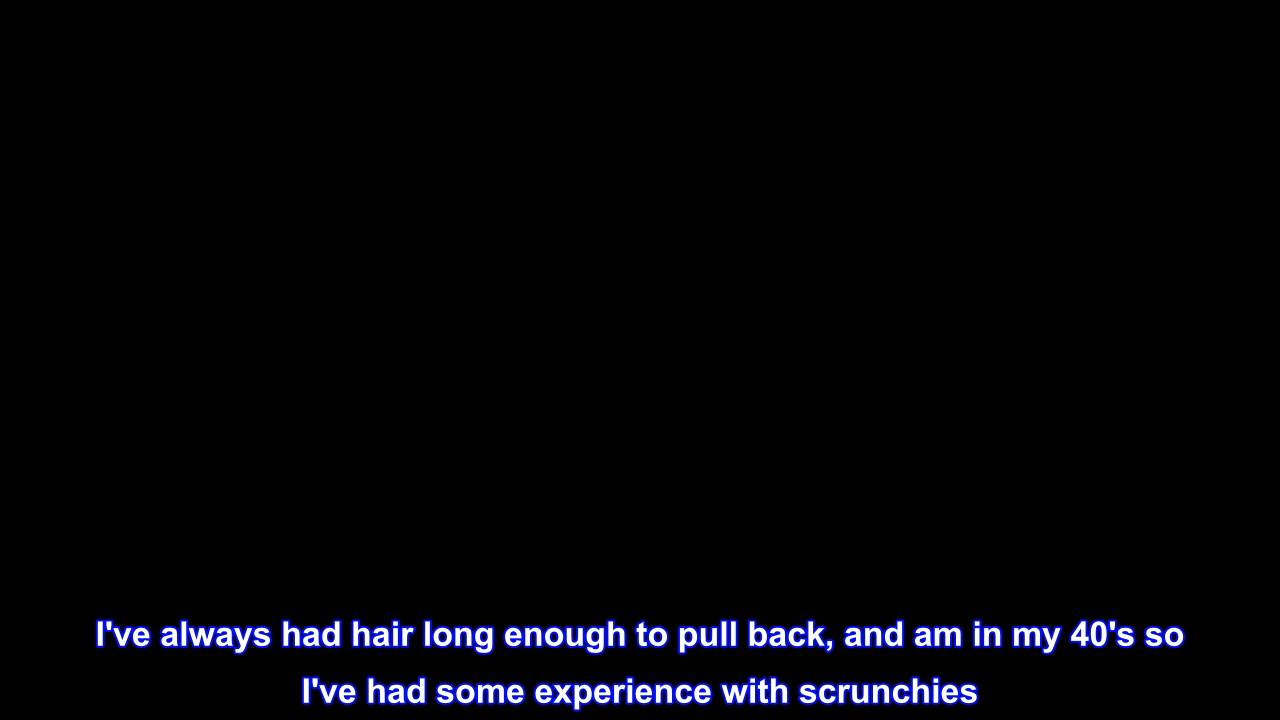 I've always had hair long enough to pull back, and am in my 40's so
I've had some experience with scrunchies